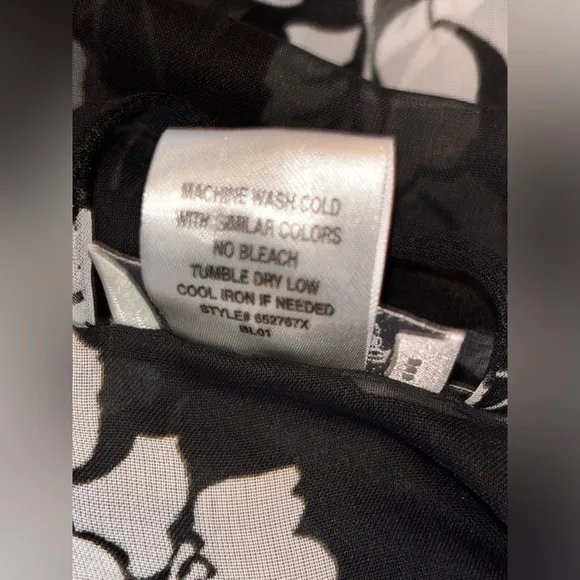 MACHINE WASH COLD
WITH SIMILAR COLORS
NO BLEACH
TUMBLE DRY LOW
COOL IRON IF NEEDED
STYLE# 652767X
BL01